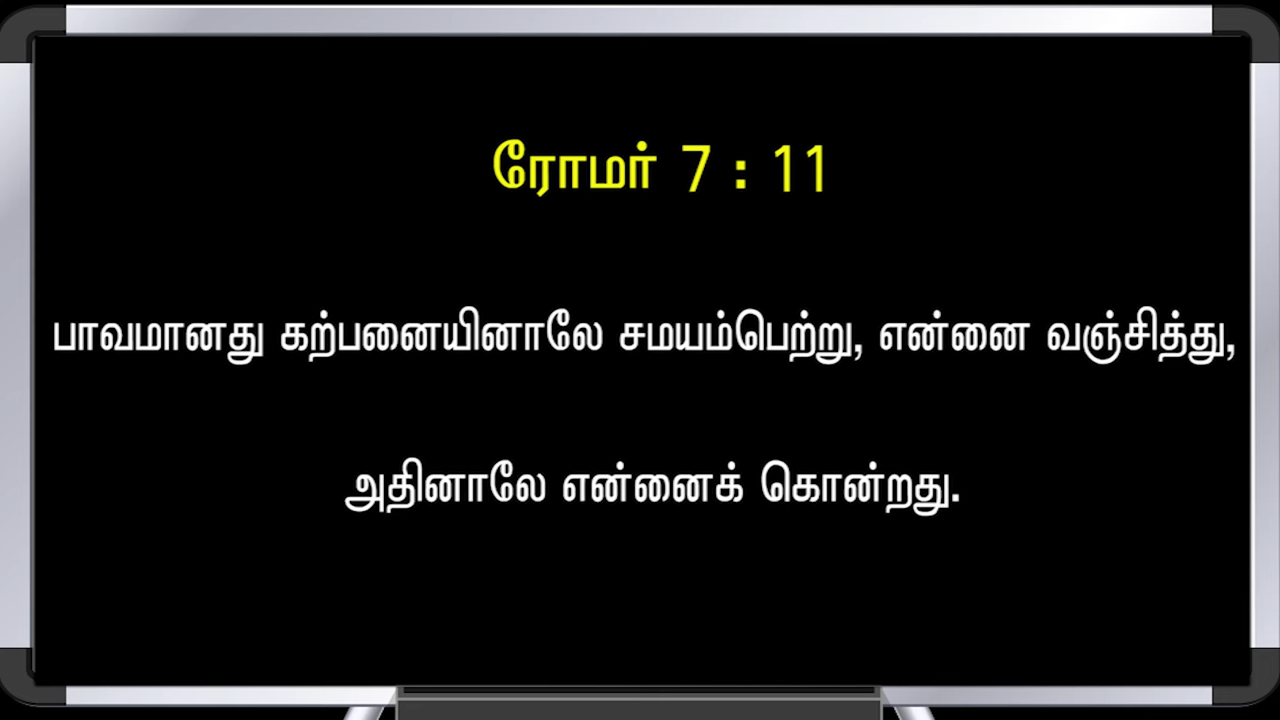 ரோமர் 7 : 11
பாவமானது கற்பனையினாலே சமயம்பெற்று, என்னை வஞ்சித்து,
அதினாலே என்னைக் கொன்றது.